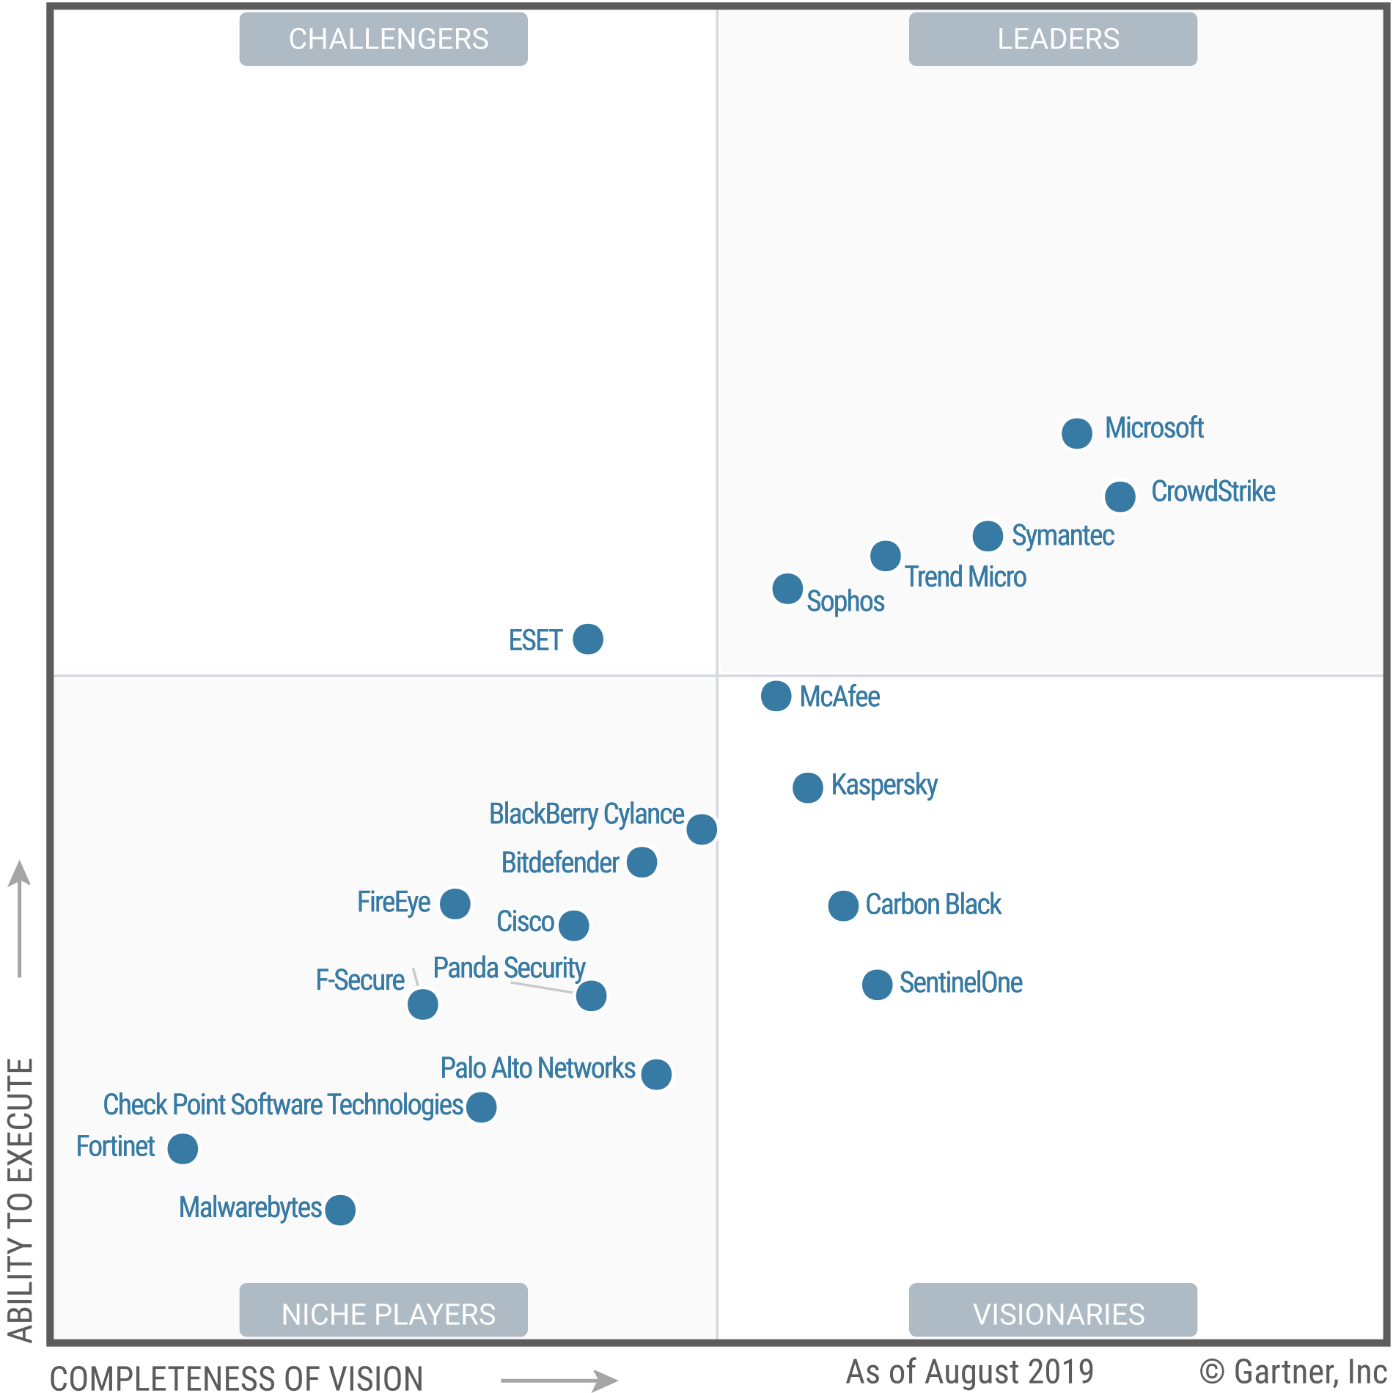 CHALLENGERS
LEADERS
Microsoft
CrowdStrike
Symantec
Trend Micro
Sophos
ESET
McAfee
Kaspersky
BlackBerry Cylance
Bitdefender
FireEye
Cisco
Carbon Black
Panda Security
F-Secure
SentinelOne
Palo Alto Networks
Check Point Software Technologies
Fortinet
Malwarebytes
NICHE PLAYERS
VISIONARIES
ABILITY TO EXECUTE
COMPLETENESS OF VISION
As of August 2019
© Gartner, Inc